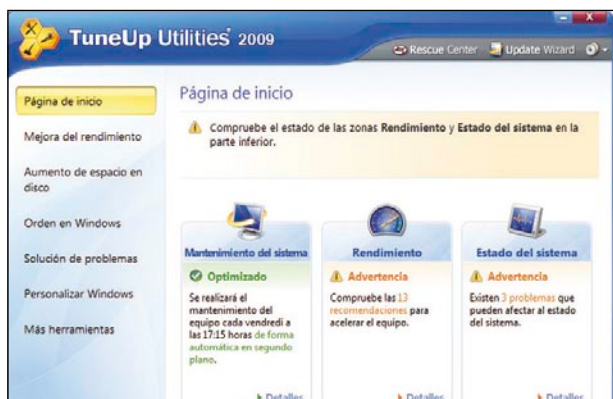 TuneUp Utilities 2009
Rescue Center Update Wizard
Página de inicio
Mejora del rendimiento
Aumento de espacio en
disco
Orden en Windows
Solución de problemas
Personalizar Windows
Más herramientas
Página de inicio
Compruebe el estado de las zonas Rendimiento y Estado del sistema en la
parte inferior.
Mantenimiento del sistema
Optimizado
Se realizará el
mantenimiento del
equipo cada vendredi a
las 17:15 horas de forma
automática en segundo
plano.
Detalles
Rendimiento
Advertencia
Compruebe las 13
recomendaciones para
acelerar el equipo.
Detalles
Estado del sistema
Advertencia
Existen 3 problemas que
pueden afectar al estado
del sistema.
Detalles